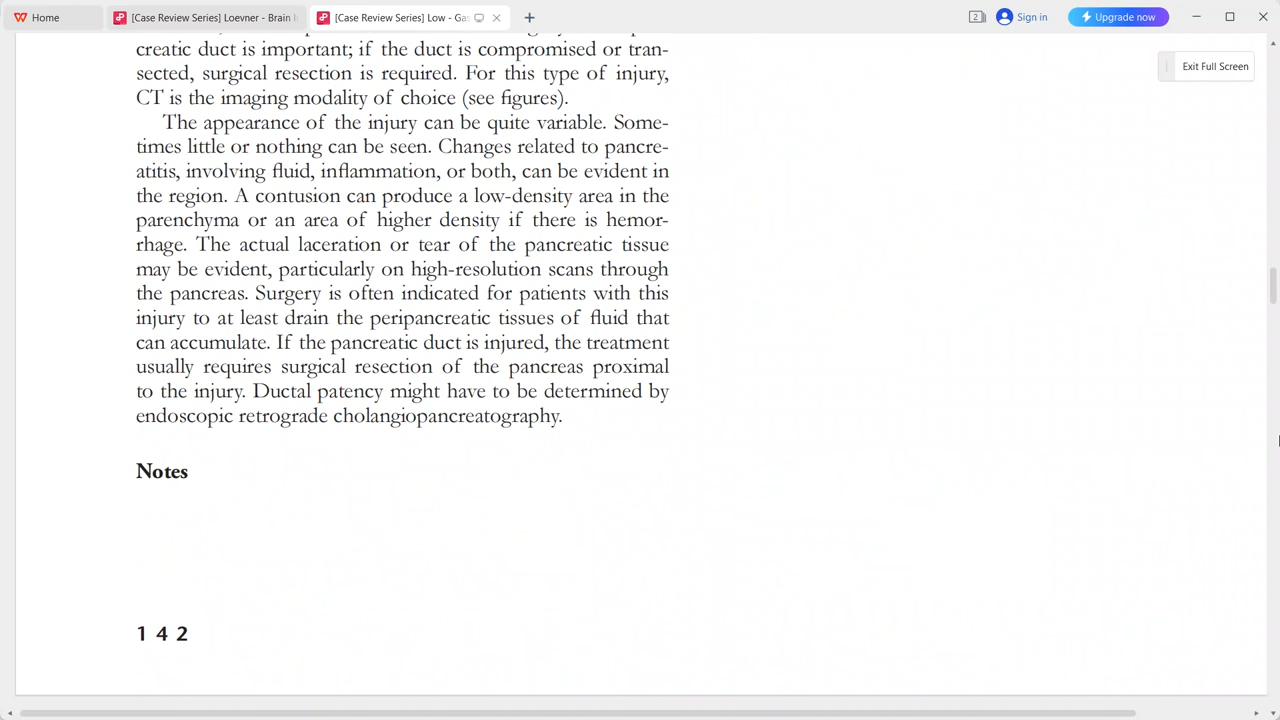 Home
[Case Review Series] Loevner - Brain I
[Case Review Series] Low - Gas
2
Sign in
Upgrade now
Exit Full Screen
creatic duct is important; if the duct is compromised or tran-
sected, surgical resection is required. For this type of injury,
CT is the imaging modality of choice (see figures).
The appearance of the injury can be quite variable. Some-
times little or nothing can be seen. Changes related to pancre-
atitis, involving fluid, inflammation, or both, can be evident in
the region. A contusion can produce a low-density area in the
parenchyma or an area of higher density if there is hemor-
rhage. The actual laceration or tear of the pancreatic tissue
may be evident, particularly on high-resolution scans through
the pancreas. Surgery is often indicated for patients with this
injury to at least drain the peripancreatic tissues of fluid that
can accumulate. If the pancreatic duct is injured, the treatment
usually requires surgical resection of the pancreas proximal
to the injury. Ductal patency might have to be determined by
endoscopic retrograde cholangiopancreatography.
Notes
1 4 2